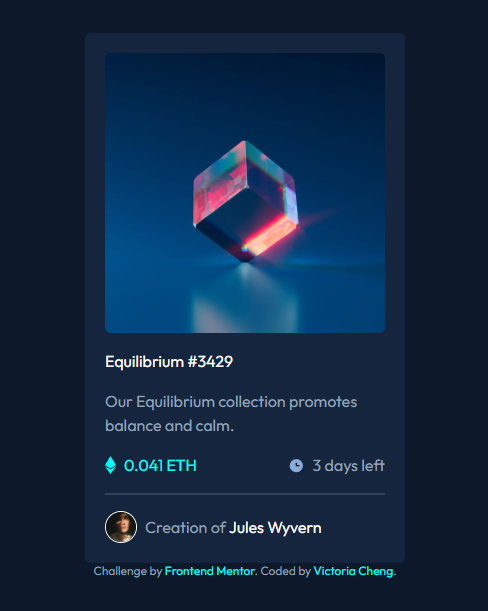 Equilibrium #3429
Our Equilibrium collection promotes
balance and calm.
0.041 ETH
3 days left
Creation of Jules Wyvern
Challenge by Frontend Mentor. Coded by Victoria Cheng.